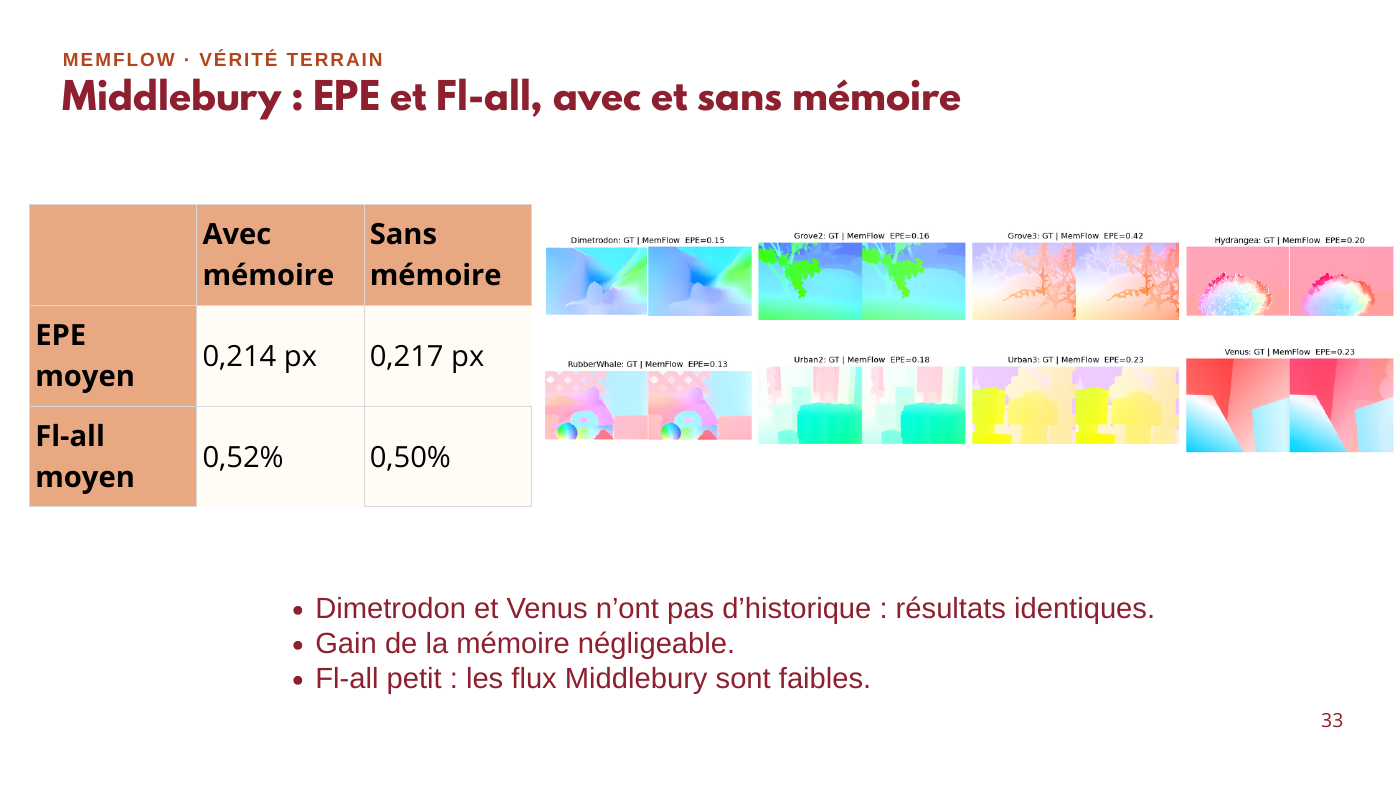 MEMFLOW · VÉRITÉ TERRAIN
Middlebury : EPE et Fl-all, avec et sans mémoire
Avec mémoire
Sans mémoire
EPE moyen
0,214 px
0,217 px
Fl-all moyen
0,52%
0,50%
Dimetrodon: GT | MemFlow EPE=0.15
Grove2: GT | MemFlow EPE=0.16
Grove3: GT | MemFlow EPE=0.42
Hydrangea: GT | MemFlow EPE=0.20
RubberWhale: GT | MemFlow EPE=0.13
Urban2: GT | MemFlow EPE=0.18
Urban3: GT | MemFlow EPE=0.23
Venus: GT | MemFlow EPE=0.23
• Dimetrodon et Venus n’ont pas d’historique : résultats identiques.
• Gain de la mémoire négligeable.
• Fl-all petit : les flux Middlebury sont faibles.
33